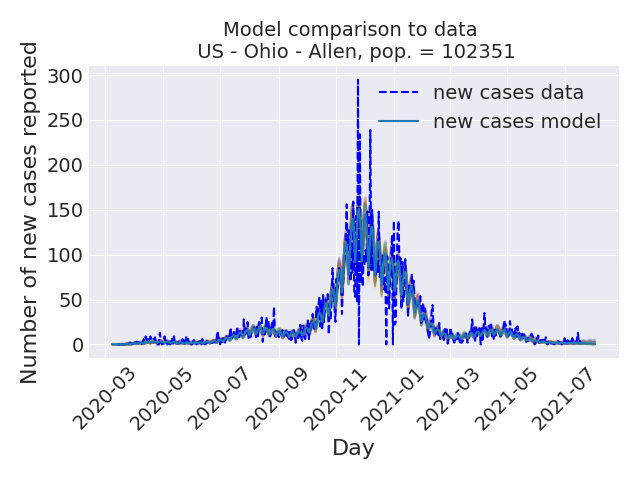 Model comparison to data
US - Ohio - Allen, pop. = 102351
Number of new cases reported
300
250
200
150
100
50
0
new cases data
new cases model
2020-03
2020-05
2020-07
2020-09
2020-11
2021-01
2021-03
2021-05
2021-07
Day